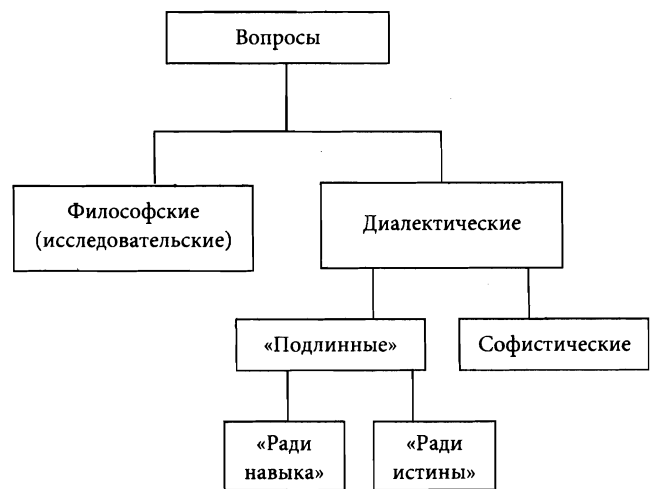 Вопросы
Философские
(исследовательские)
Диалектические
«Подлинные»
Софистические
«Ради
навыка»
«Ради
истины»